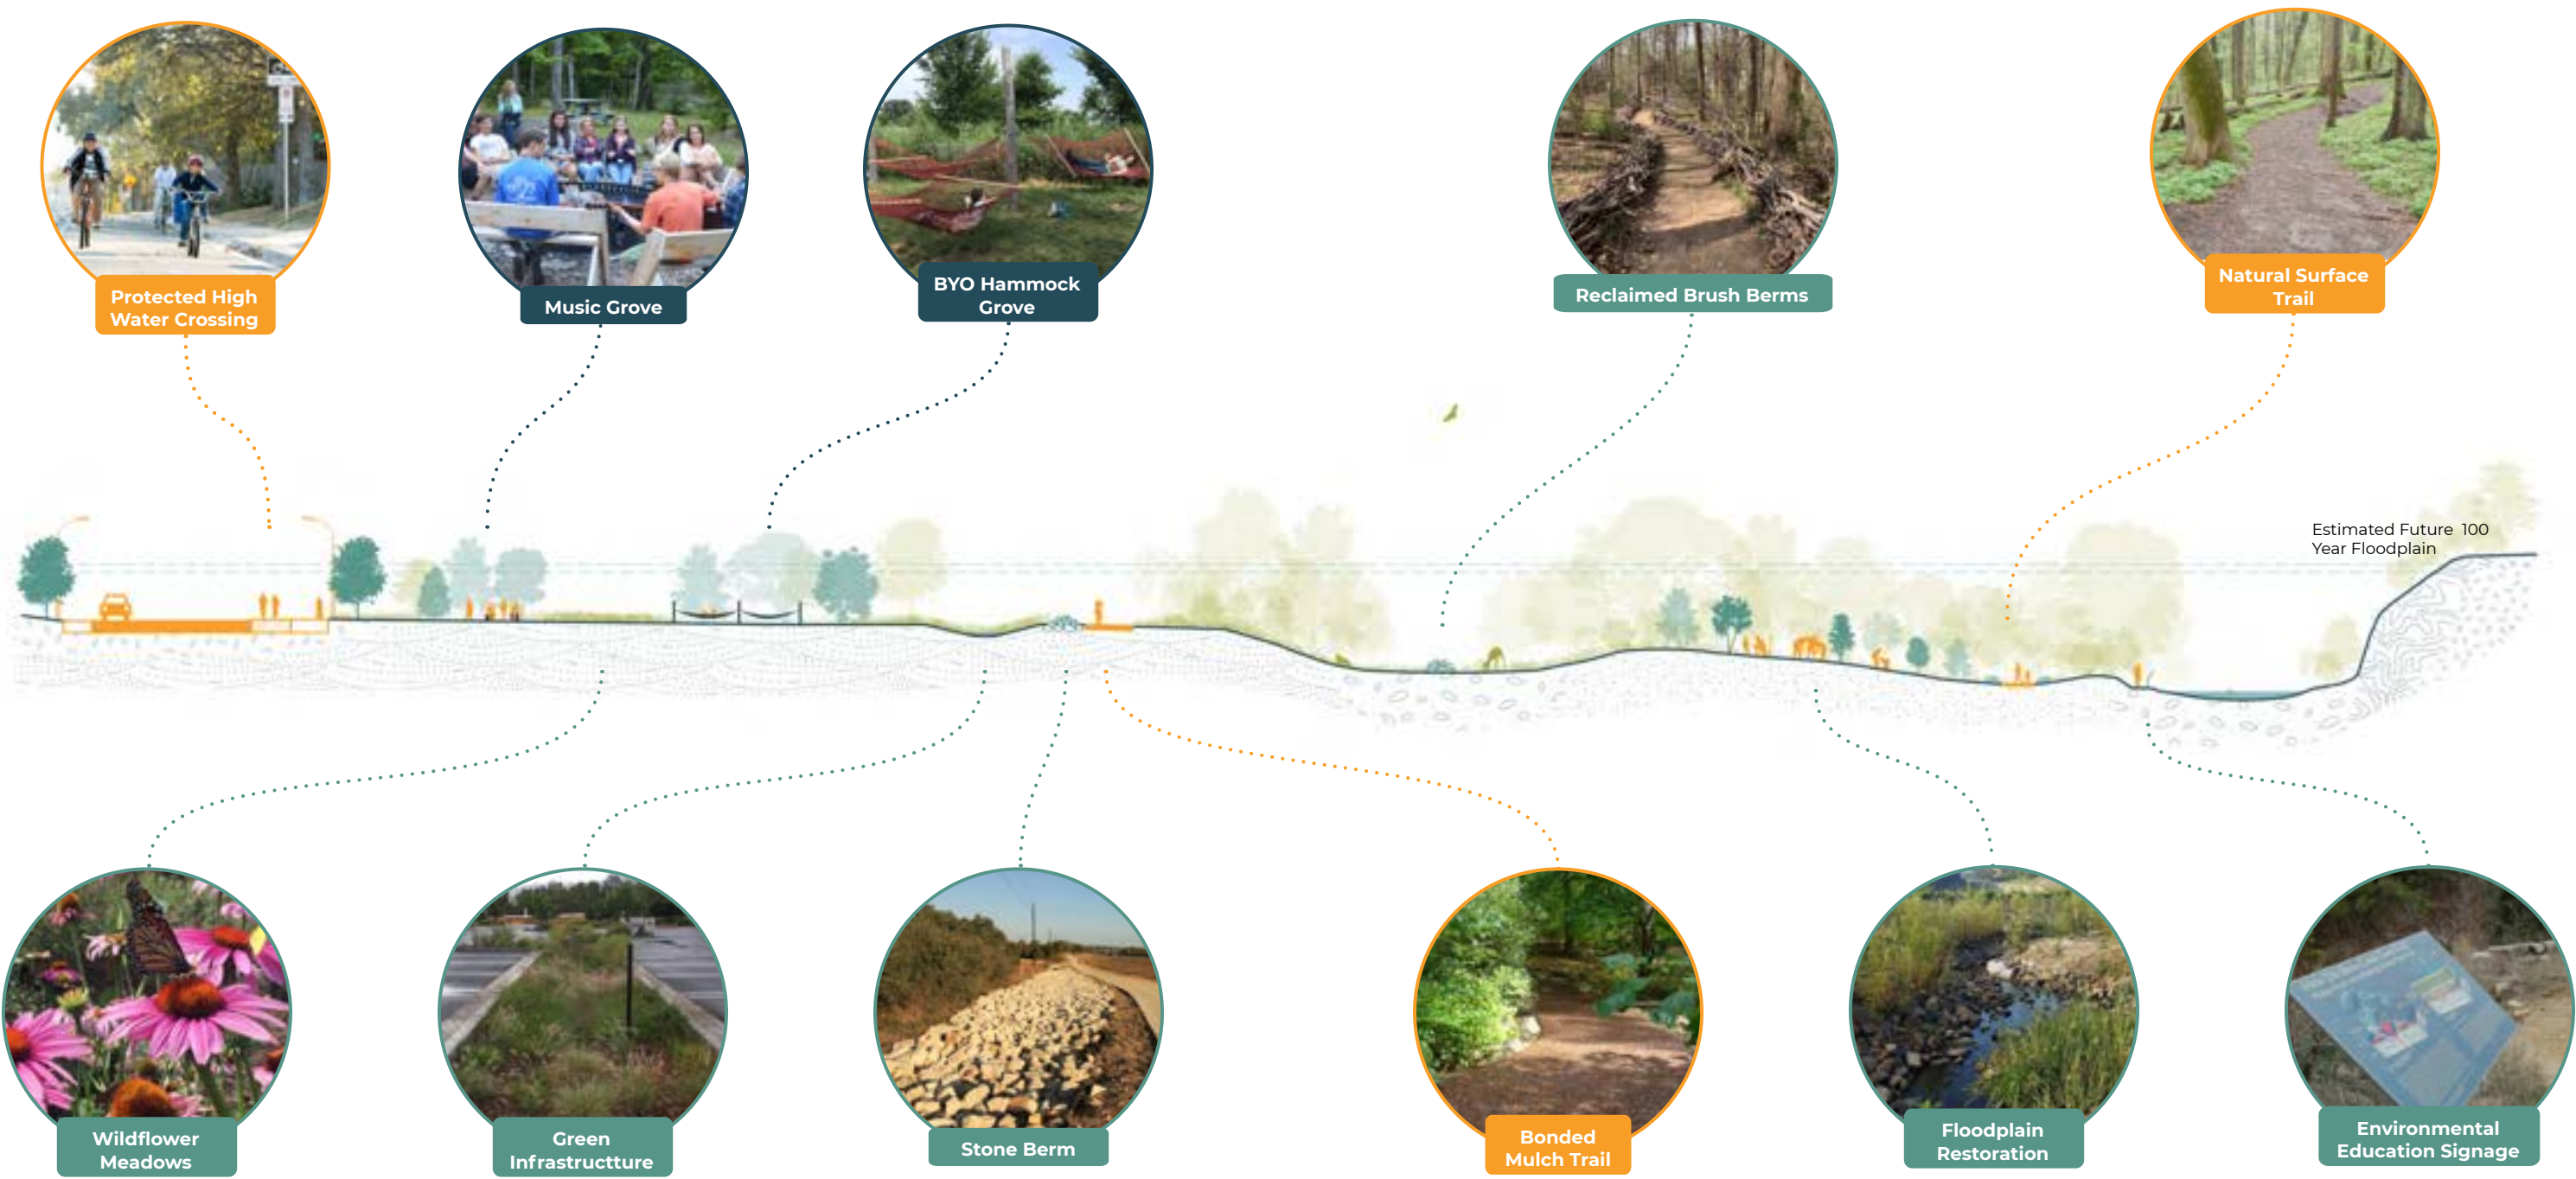 Protected High
Water Crossing
Music Grove
BYO Hammock
Grove
Reclaimed Brush Berms
Natural Surface
Trail
Estimated Future 100
Year Floodplain
Wildflower
Meadows
Green
Infrastructture
Stone Berm
Bonded
Mulch Trail
Floodplain
Restoration
Environmental
Education Signage